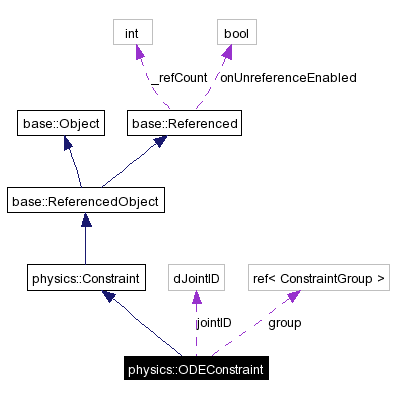 int
bool
_refCount
onUnreferenceEnabled
base::Object
base::Referenced
base::ReferencedObject
physics::Constraint
dJointID
ref< ConstraintGroup >
jointID
group
physics::ODEConstraint